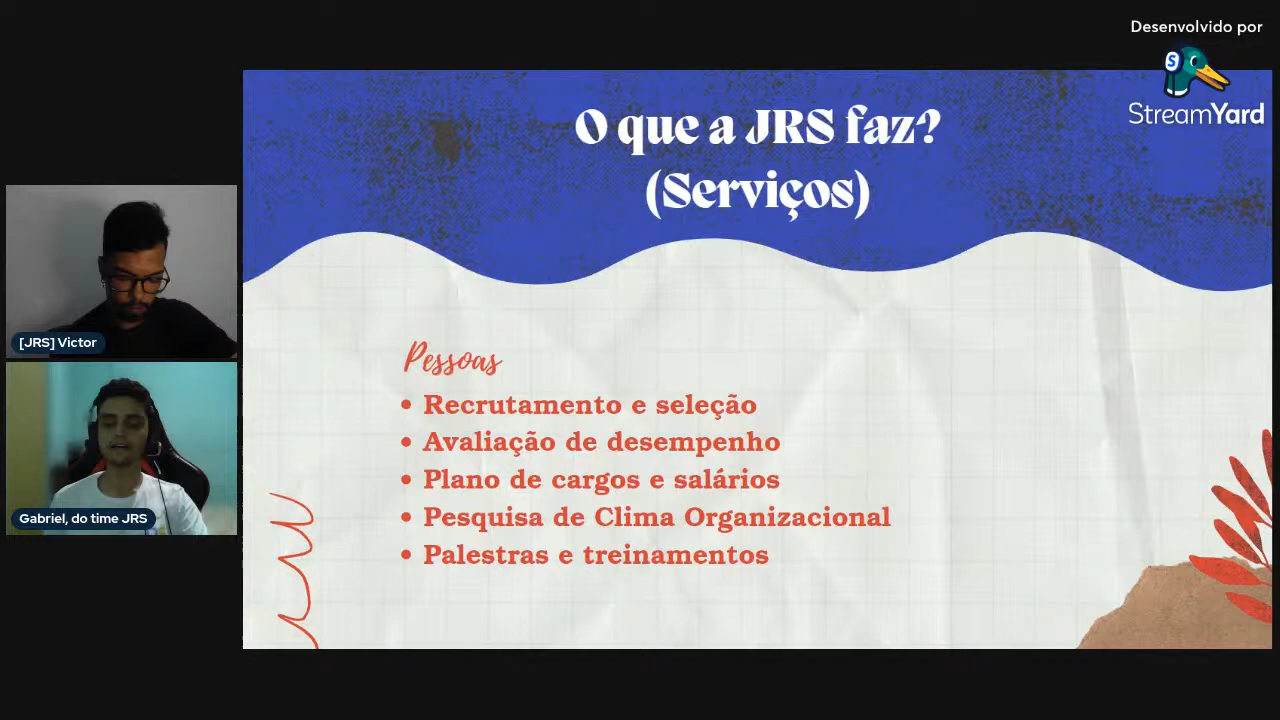 Desenvolvido por
StreamYard
O que a JRS faz?
(Serviços)
[JRS] Victor
Gabriel, do time JRS
Pessoas
• Recrutamento e seleção
• Avaliação de desempenho
• Plano de cargos e salários
• Pesquisa de Clima Organizacional
• Palestras e treinamentos